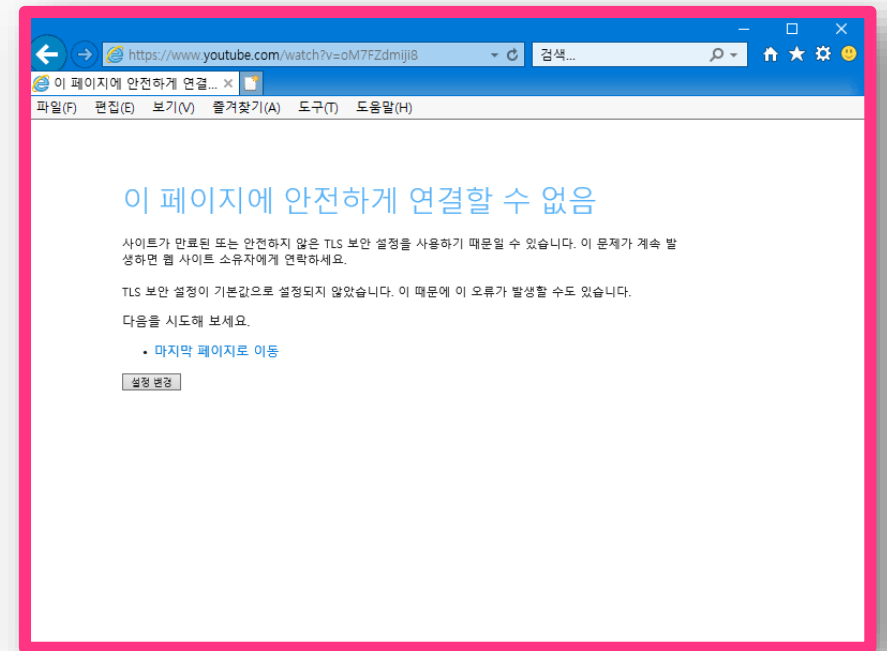 https://www.youtube.com/watch?v=oM7FZdmiji8
검색...
이 페이지에 안전하게 연결...
파일(F) 편집(E) 보기(V) 즐겨찾기(A) 도구(T) 도움말(H)
이 페이지에 안전하게 연결할 수 없음
사이트가 만료된 또는 안전하지 않은 TLS 보안 설정을 사용하기 때문일 수 있습니다. 이 문제가 계속 발
생하면 웹 사이트 소유자에게 연락하세요.
TLS 보안 설정이 기본값으로 설정되지 않았습니다. 이 때문에 이 오류가 발생할 수도 있습니다.
다음을 시도해 보세요.
• 마지막 페이지로 이동
설정 변경